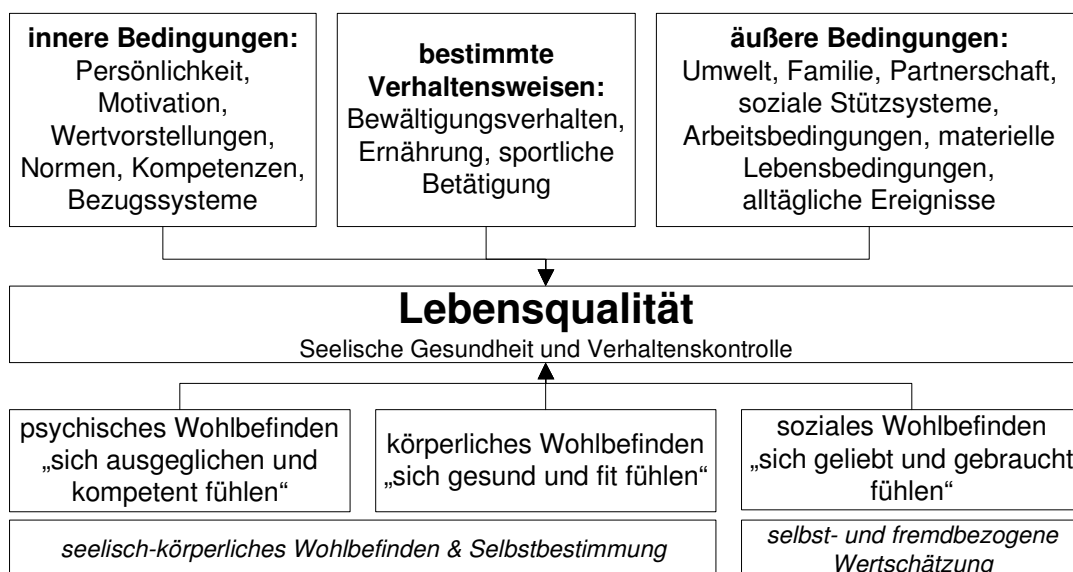 innere Bedingungen:
Persönlichkeit,
Motivation,
Wertvorstellungen,
Normen, Kompetenzen,
Bezugssysteme
bestimmte
Verhaltensweisen:
Bewältigungsverhalten,
Ernährung, sportliche
Betätigung
äußere Bedingungen:
Umwelt, Familie, Partnerschaft,
soziale Stützsysteme,
Arbeitsbedingungen, materielle
Lebensbedingungen,
alltägliche Ereignisse
Lebensqualität
Seelische Gesundheit und Verhaltenskontrolle
psychisches Wohlbefinden
„sich ausgeglichen und
kompetent fühlen“
körperliches Wohlbefinden
„sich gesund und fit fühlen“
soziales Wohlbefinden
„sich geliebt und gebraucht
fühlen“
seelisch-körperliches Wohlbefinden & Selbstbestimmung
selbst- und fremdbezogene
Wertschätzung